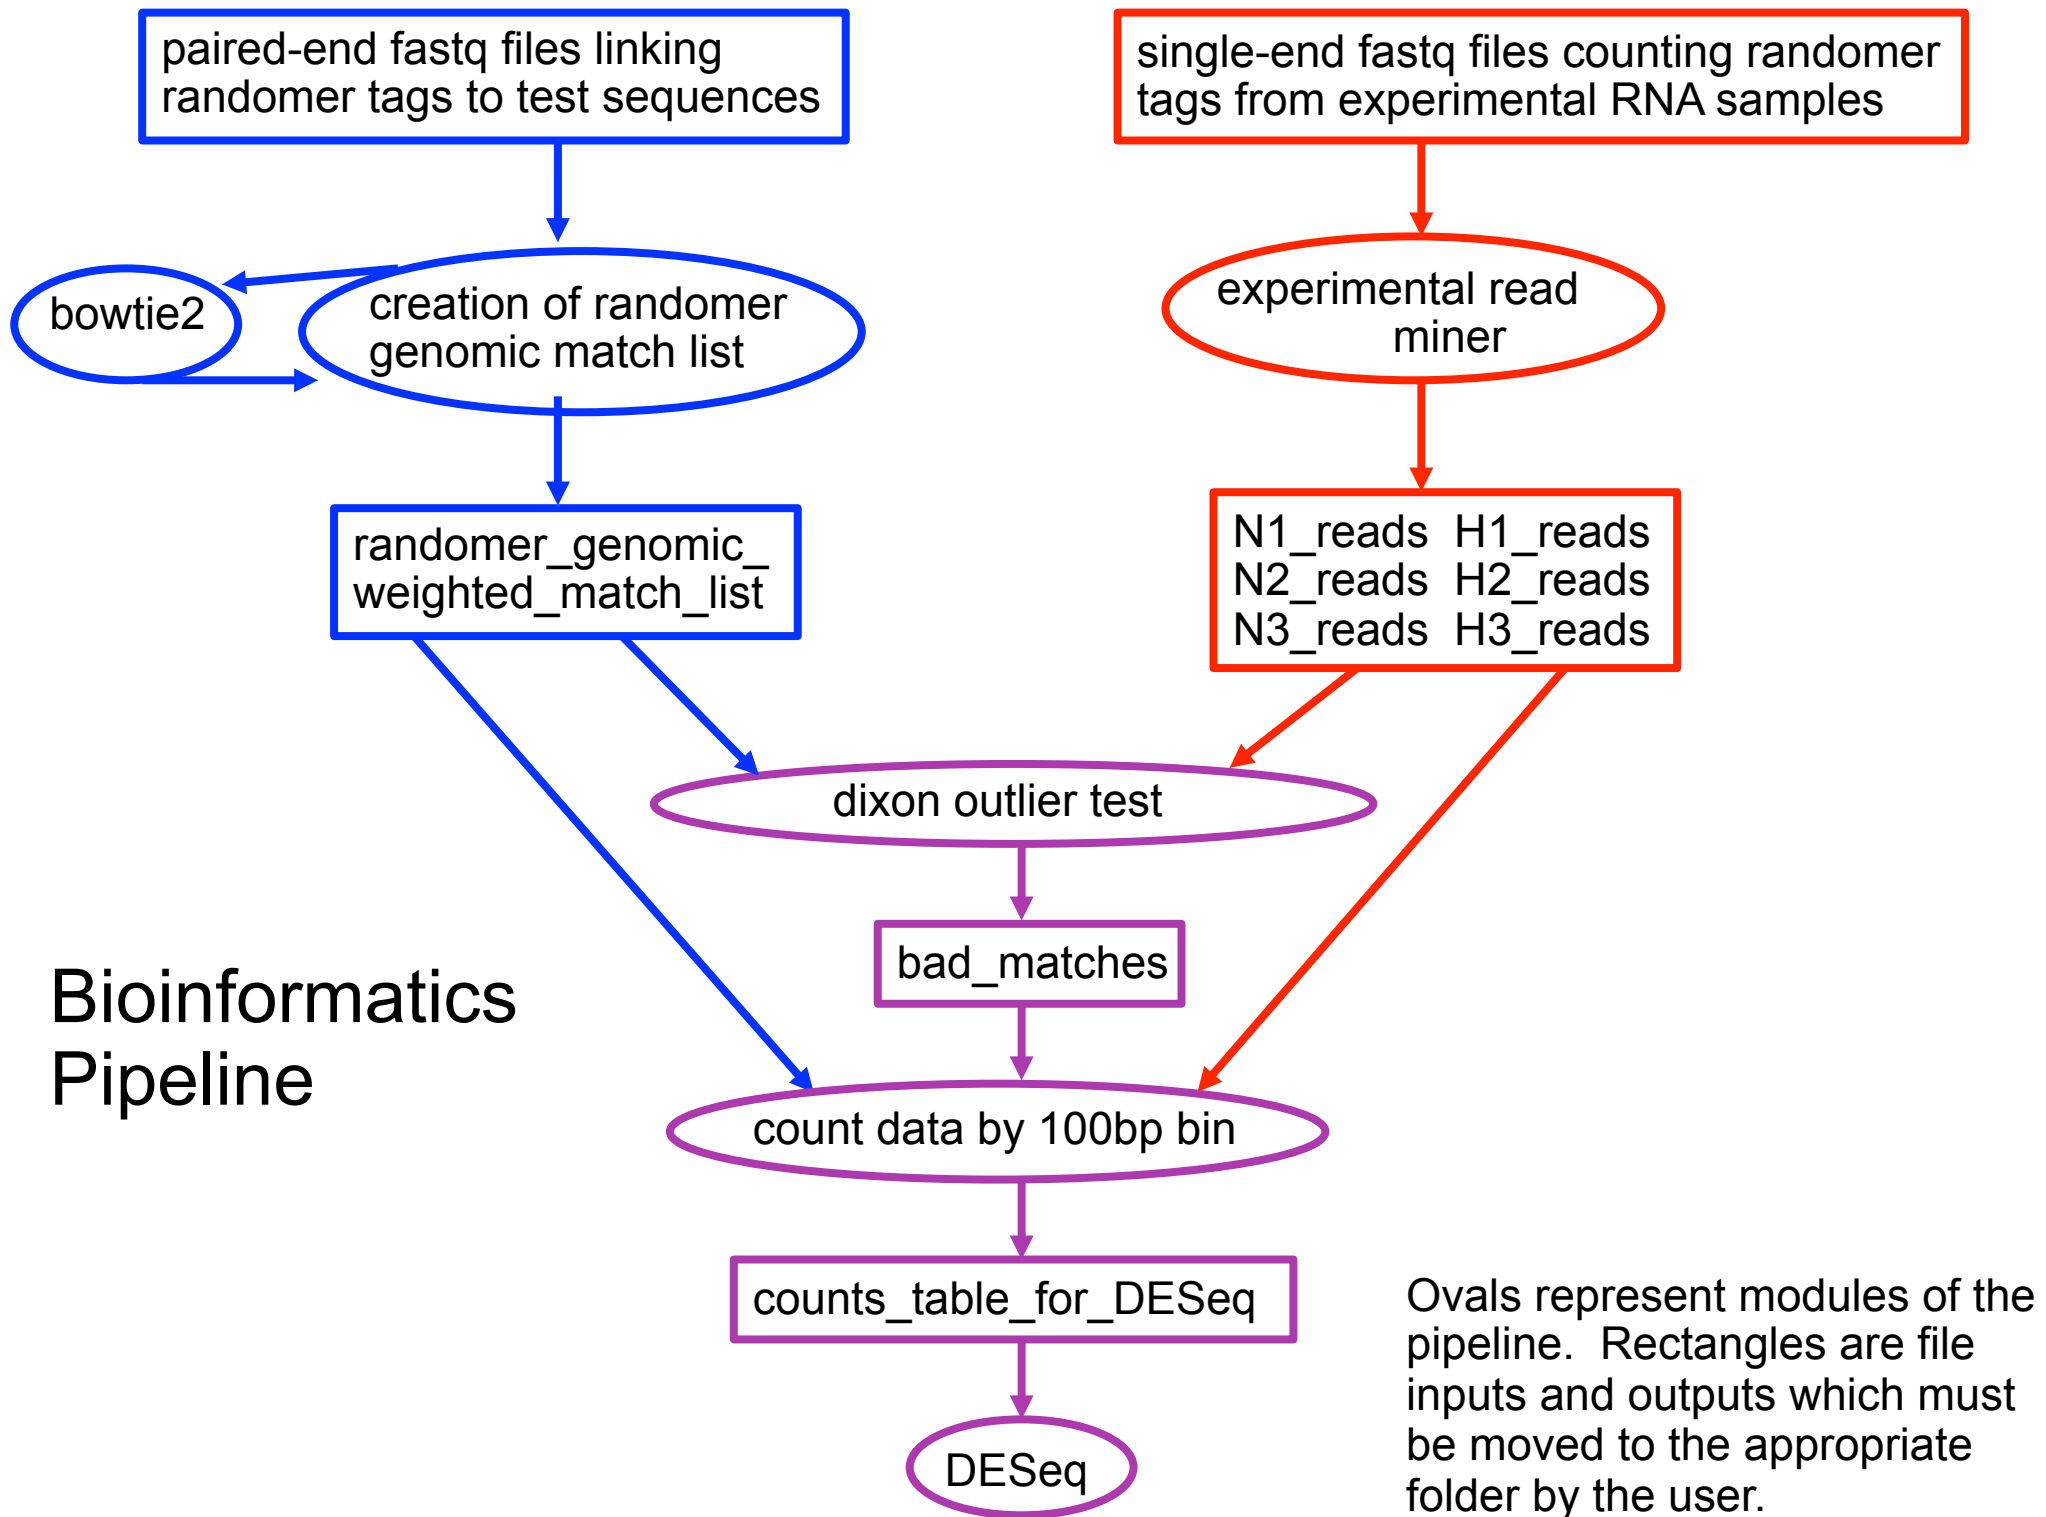 paired-end fastq files linking
randomer tags to test sequences
single-end fastq files counting randomer
tags from experimental RNA samples
bowtie2
creation of randomer
genomic match list
experimental read
miner
randomer_genomic_
weighted_match_list
N1_reads H1_reads
N2_reads H2_reads
N3_reads H3_reads
dixon outlier test
bad_matches
Bioinformatics
Pipeline
count data by 100bp bin
counts_table_for_DESeq
DESeq
Ovals represent modules of the
pipeline. Rectangles are file
inputs and outputs which must
be moved to the appropriate
folder by the user.